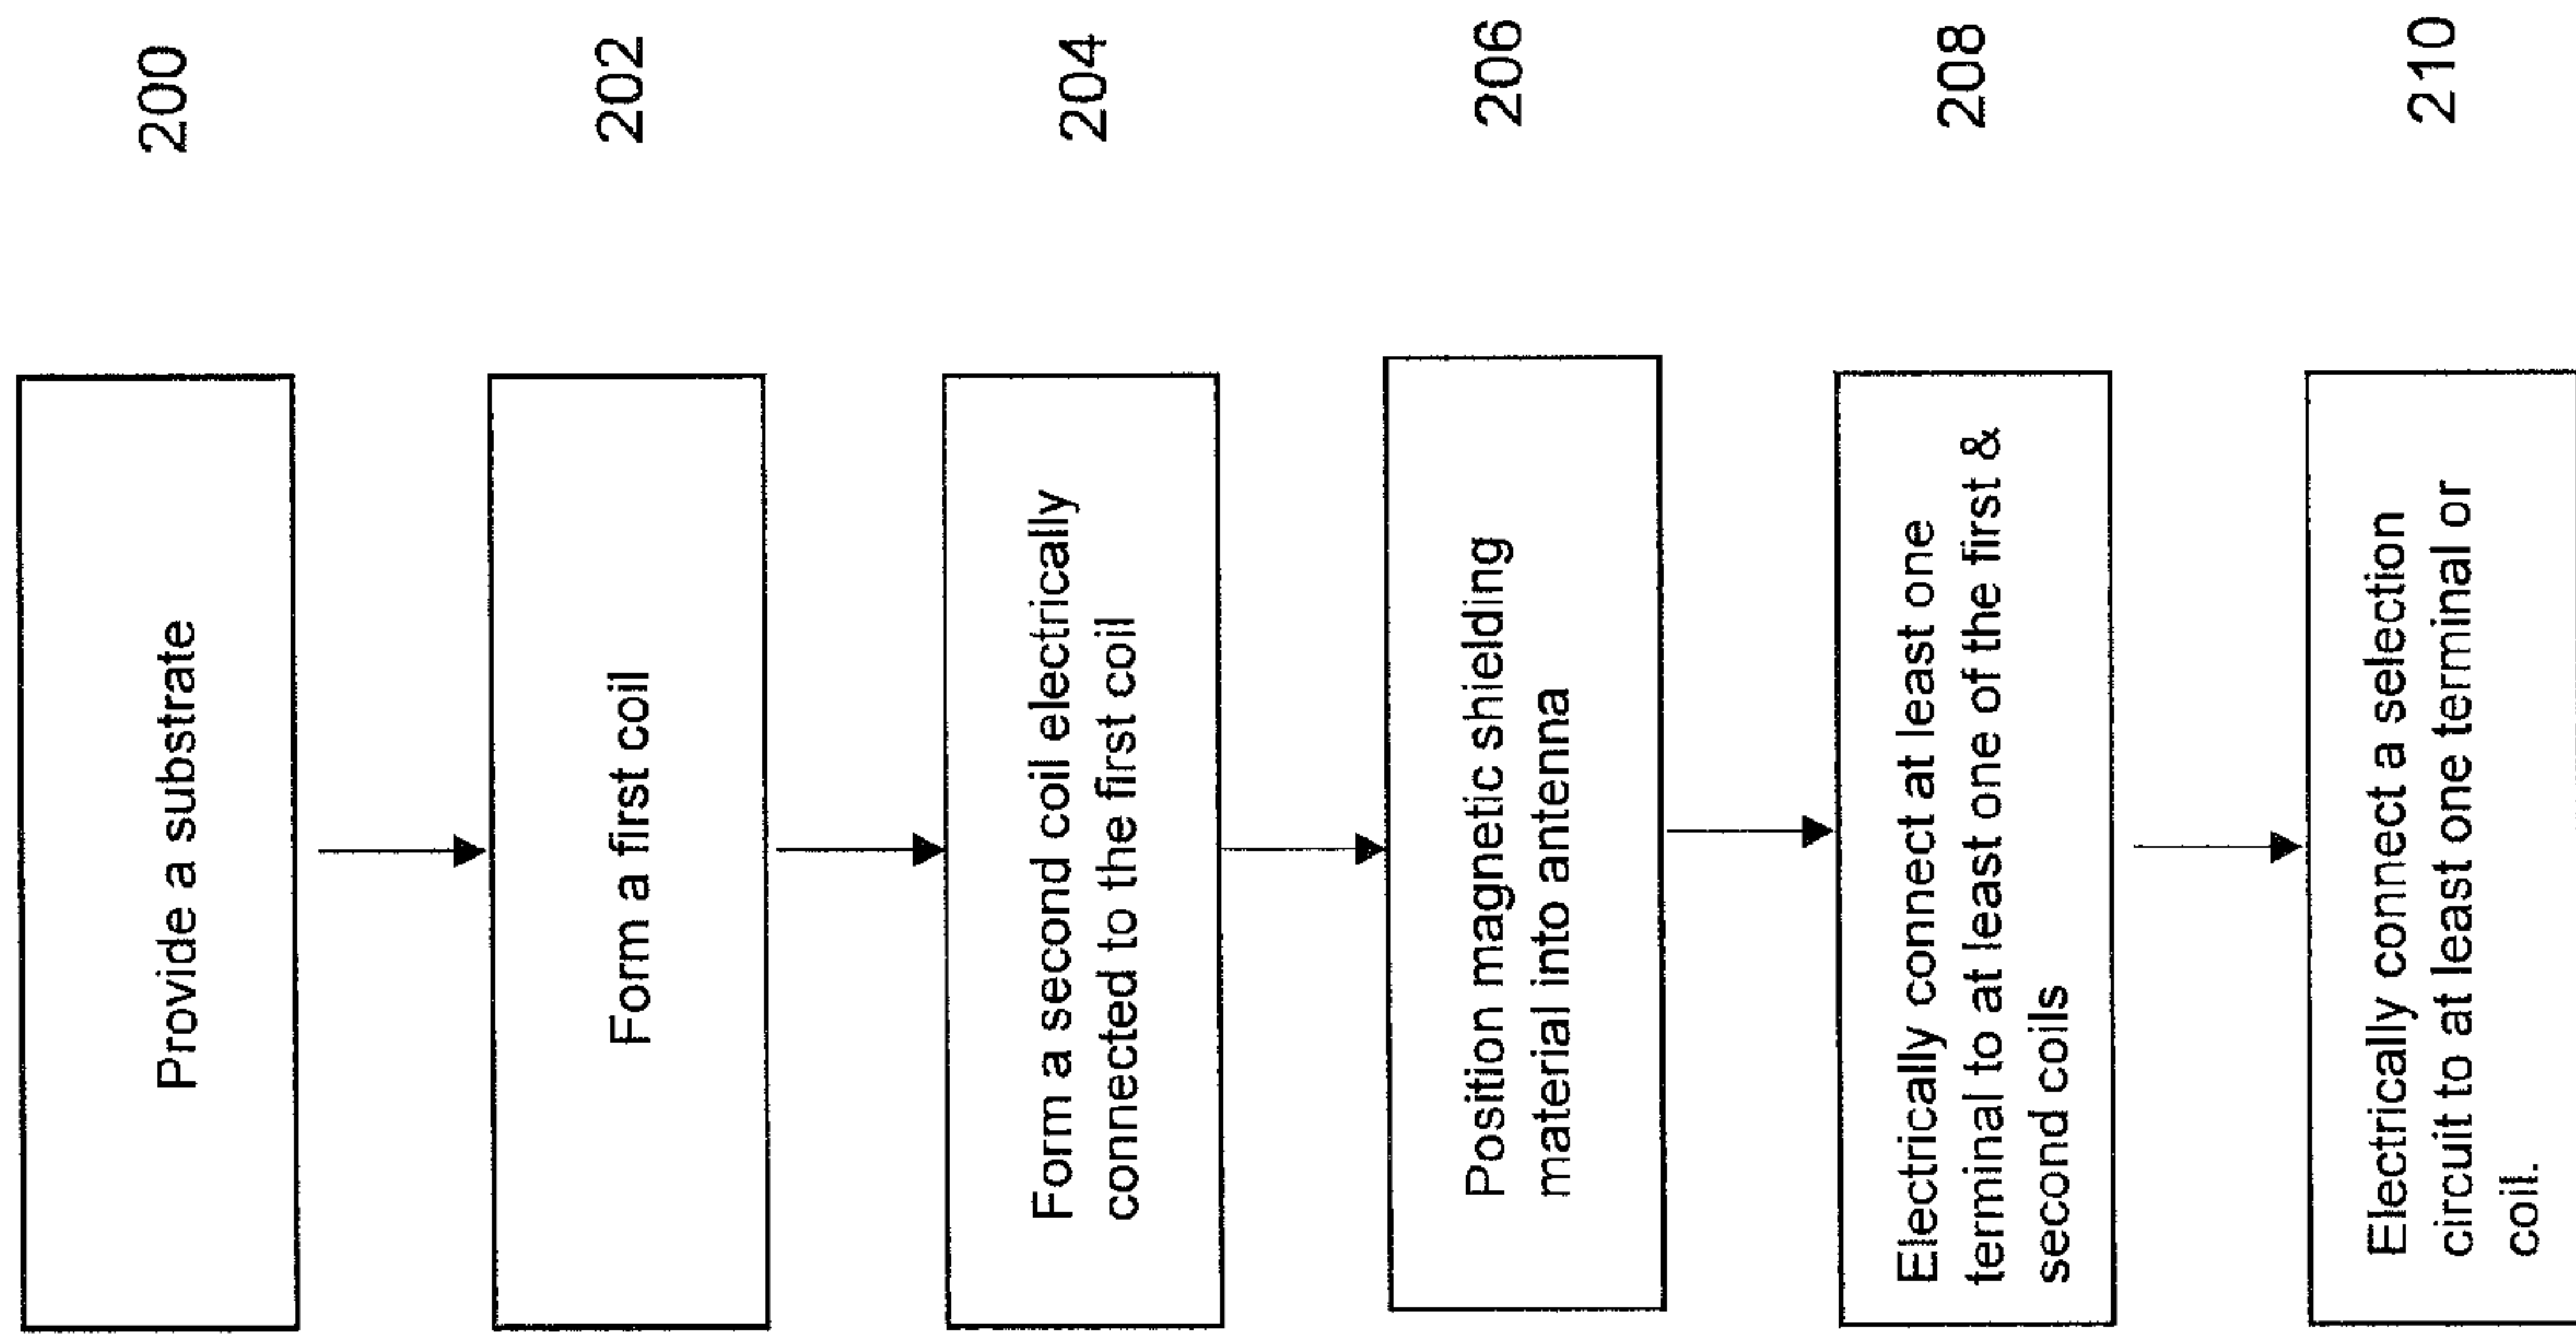 Provide a substrate
200
Form a first coil
202
Form a second coil electrically
connected to the first coil
204
Position magnetic shielding
material into antenna
206
Electrically connect at least one
terminal to at least one of the first &
second coils
208
Electrically connect a selection
circuit to at least one terminal or
coil.
210